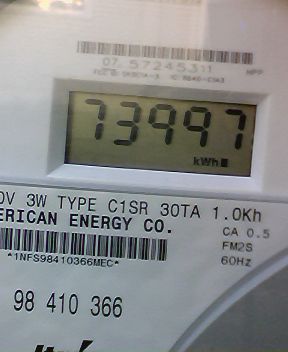 07 57245311
73997
kWh
0V 3W TYPE C1SR 30TA 1.0Kh
ERICAN ENERGY CO.
CA 0.5
FM2S
*1NFS98410366MEC*
60Hz
98 410 366